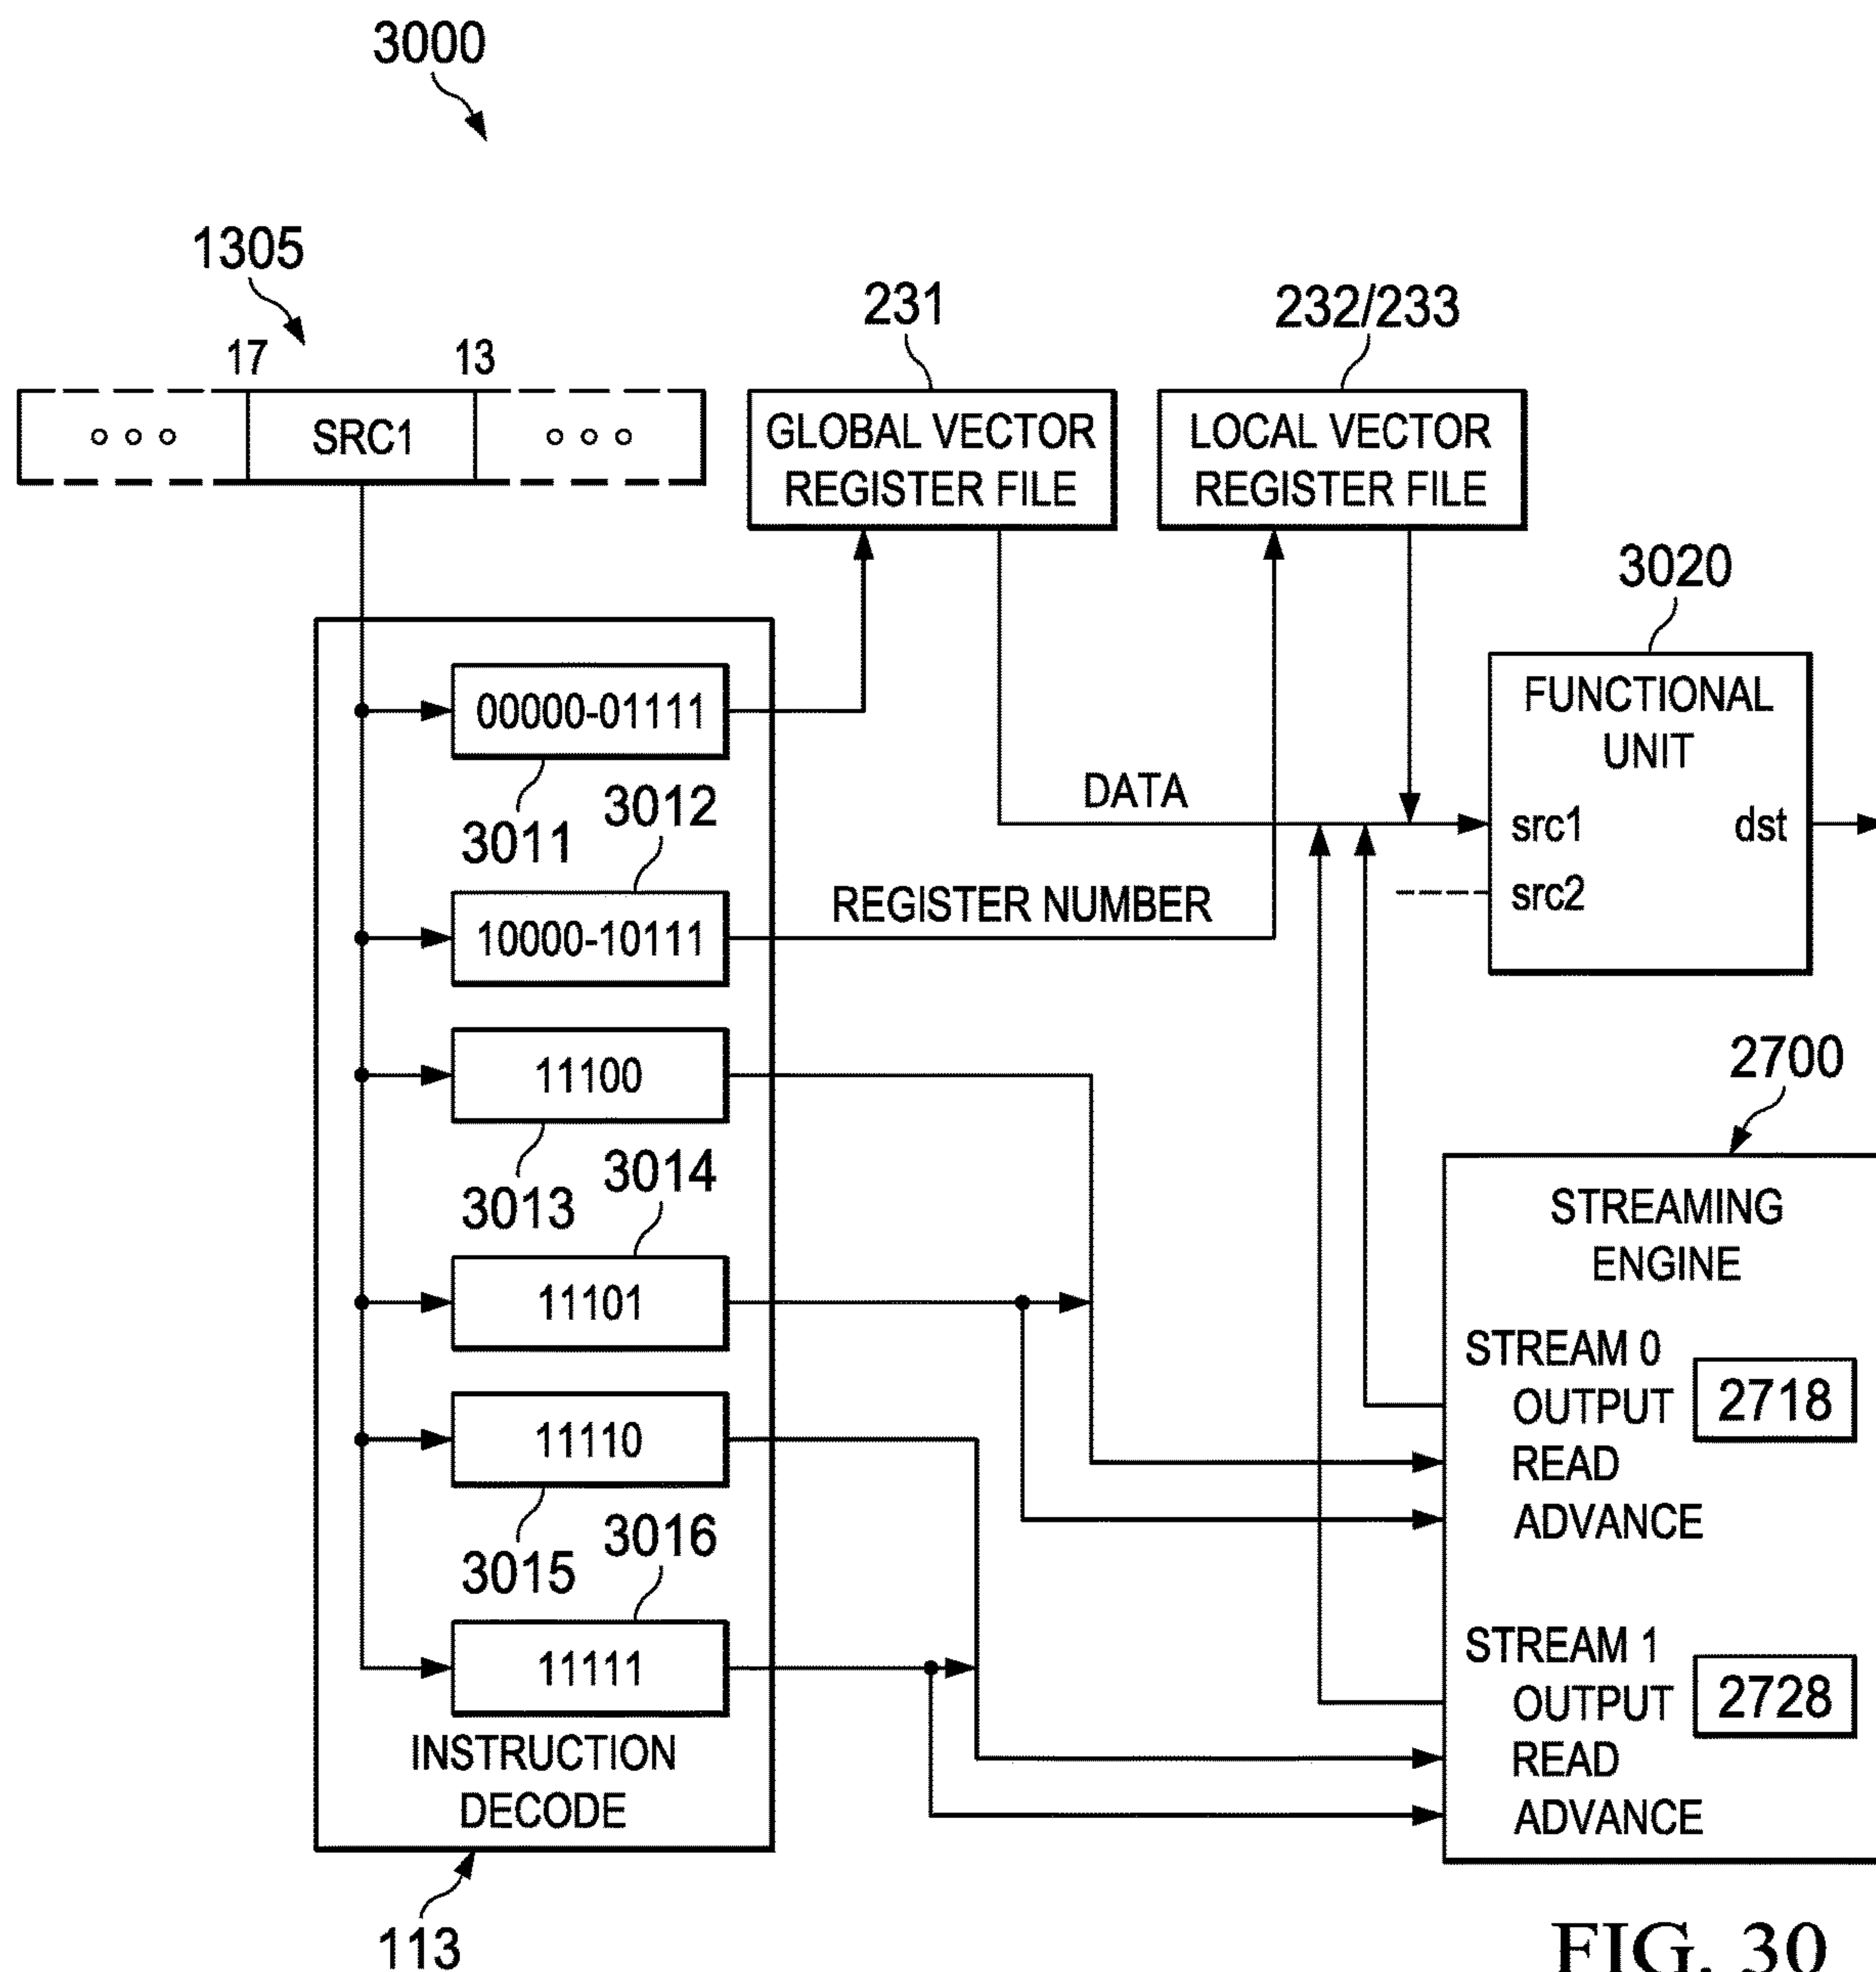 3000
1305
17
13
SRC1
231
232/233
GLOBAL VECTOR
REGISTER FILE
LOCAL VECTOR
REGISTER FILE
3020
FUNCTIONAL
UNIT
src1
dst
src2
DATA
REGISTER NUMBER
00000-01111
3011
3012
10000-10111
11100
3013
3014
11101
11110
3015
3016
11111
INSTRUCTION
DECODE
113
2700
STREAMING
ENGINE
STREAM 0
OUTPUT
2718
READ
ADVANCE
STREAM 1
OUTPUT
2728
READ
ADVANCE
FIG. 30